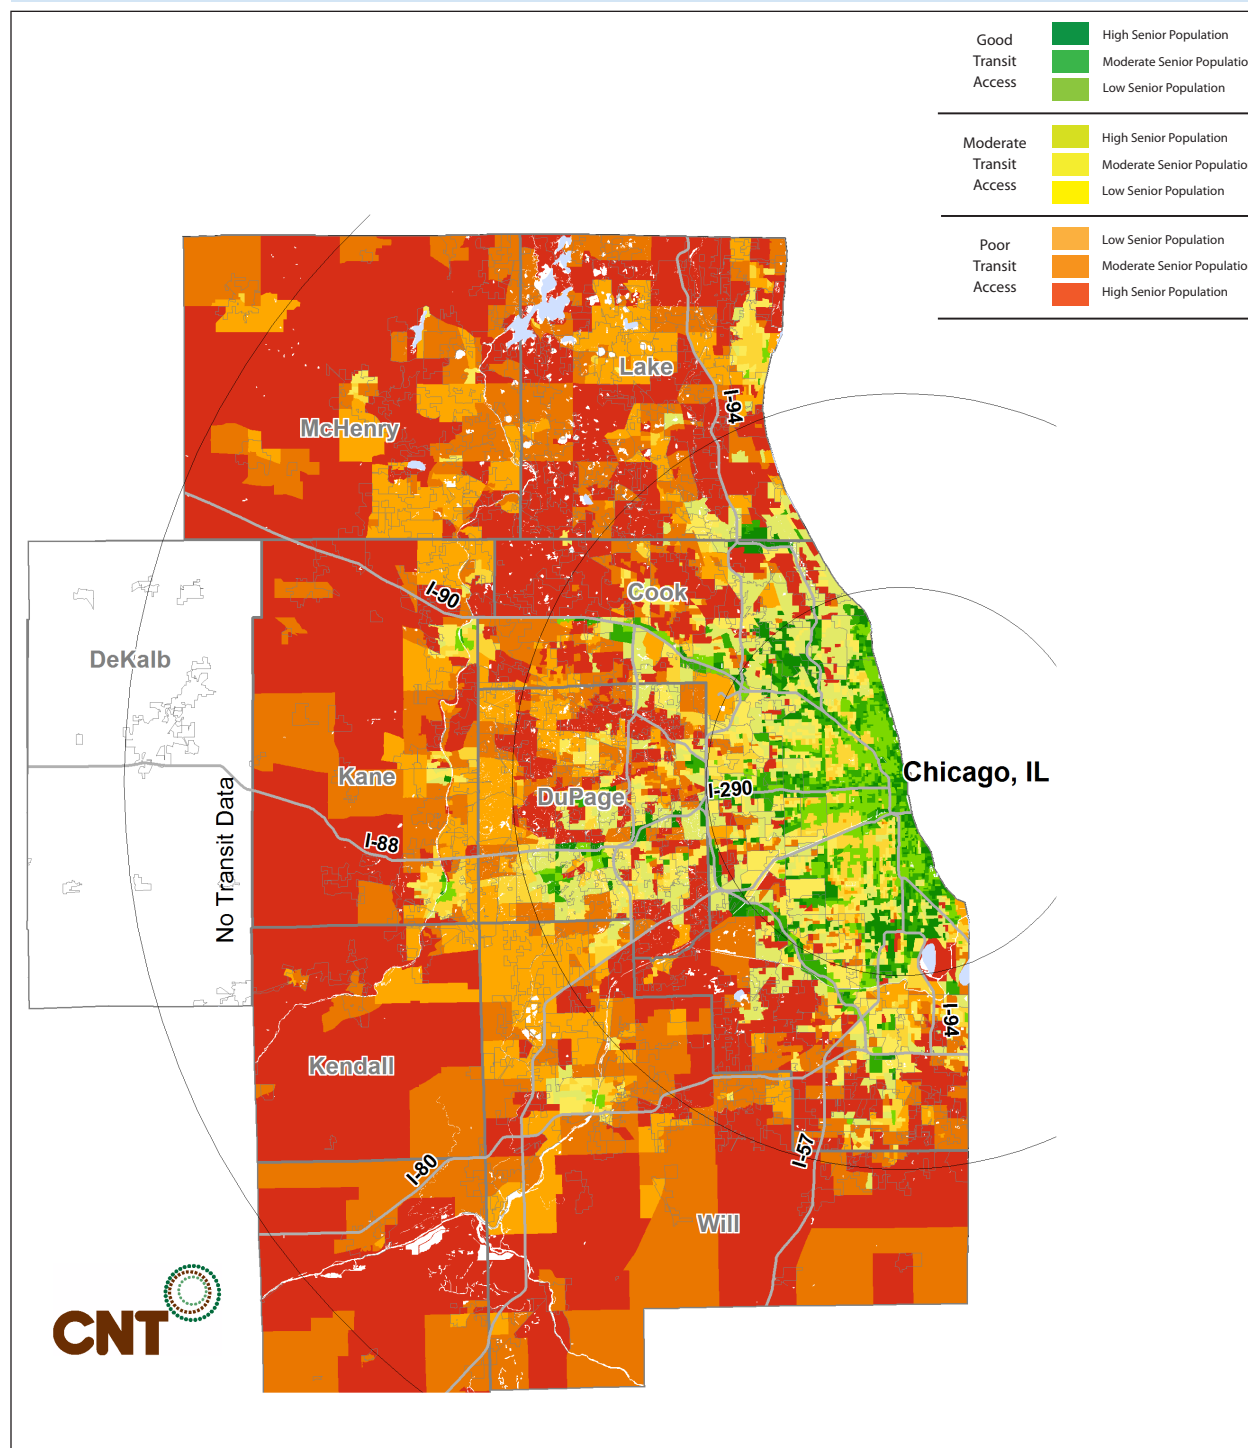 Good
Transit
Access
High Senior Population
Moderate Senior Populatio
Low Senior Population
Moderate
Transit
Access
High Senior Population
Moderate Senior Populatio
Low Senior Population
Poor
Transit
Access
Low Senior Population
Moderate Senior Populatio
High Senior Population
Lake
I-94
McHenry
I-90
Cook
DeKalb
Kane
No Transit Data
DuPage
I-290
Chicago, IL
I-88
I-94
Kendall
I-80
I-57
Will
CNT